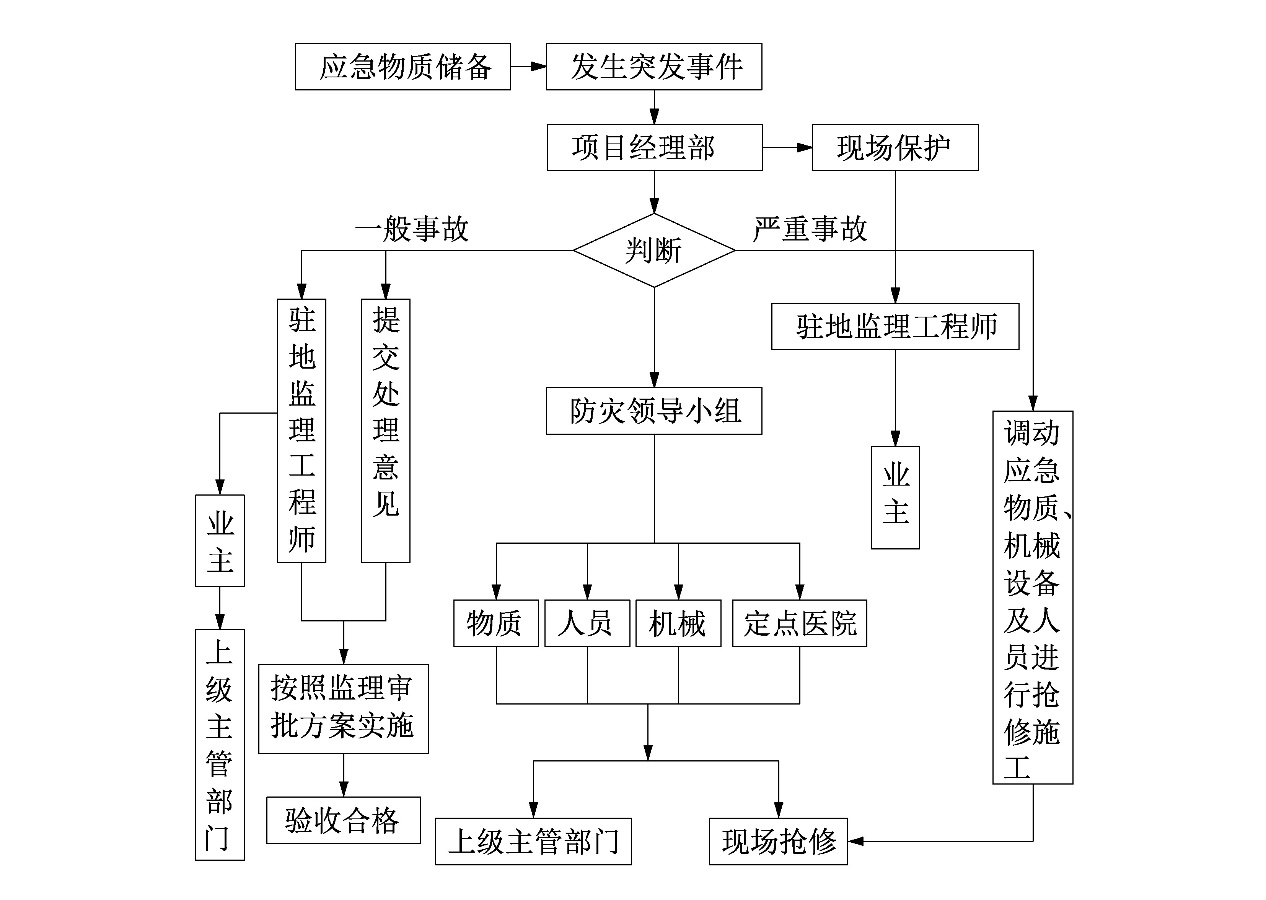 应急物质储备
发生突发事件
项目经理部
现场保护
一般事故
判断
严重事故
驻地监理工程师
提交处理意见
驻地监理工程师
防灾领导小组
业主
业主
调动
应急
物质、
机械
设备
及人
员进
行抢
修施
工
物质
人员
机械
定点医院
上级主管部门
按照监理审
批方案实施
验收合格
上级主管部门
现场抢修